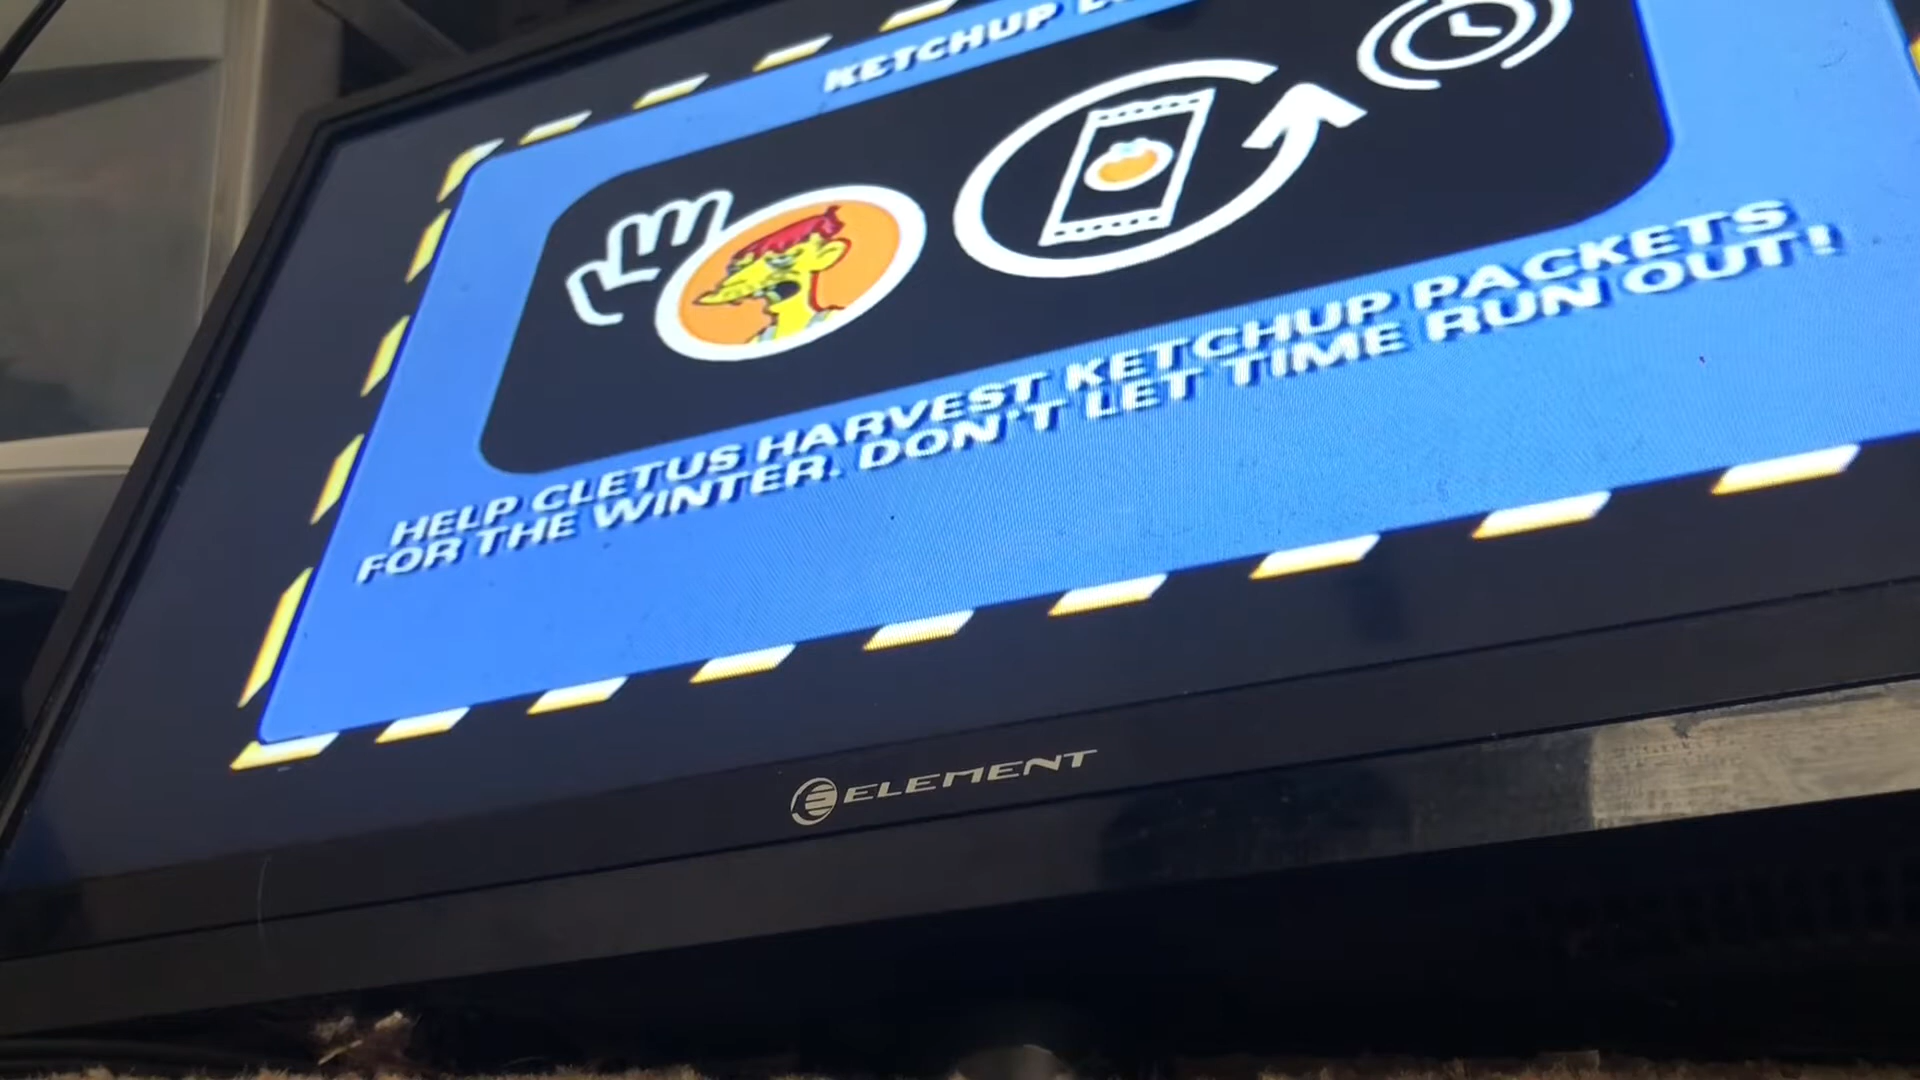 KETCHUP
HELP CLETUS HARVEST KETCHUP PACKETS
FOR THE WINTER. DON'T LET TIME RUN OUT!
ELEMENT